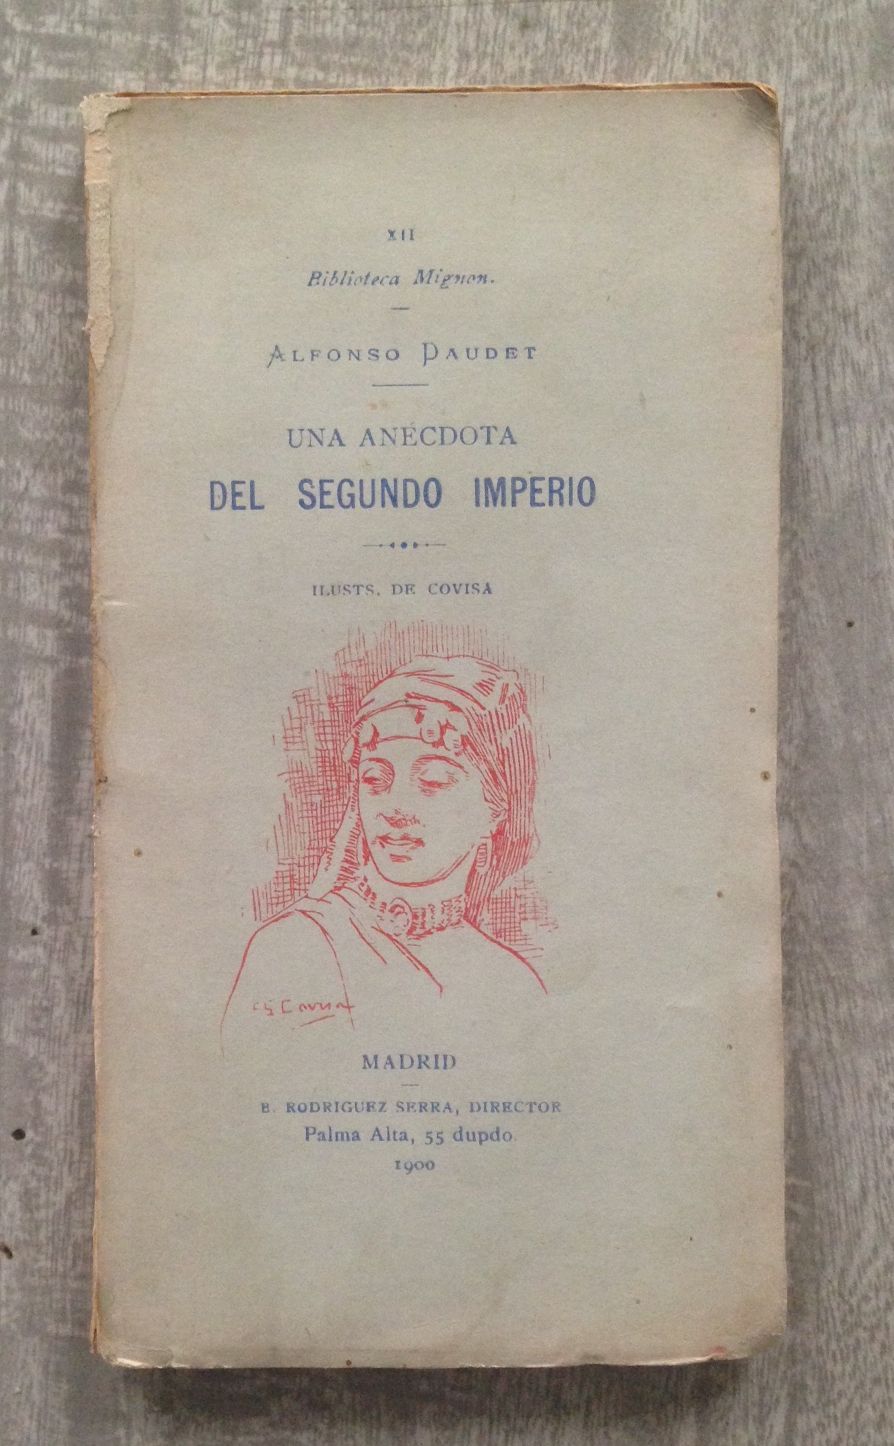 XII
Biblioteca Mignon.
ALFONSO DAUDET
UNA ANÉCDOTA
DEL SEGUNDO IMPERIO
ILUSTS. DE COVISA
Covisa
MADRID
B. RODRIGUEZ SERRA, DIRECTOR
Palma Alta, 55 dupdo.
1900